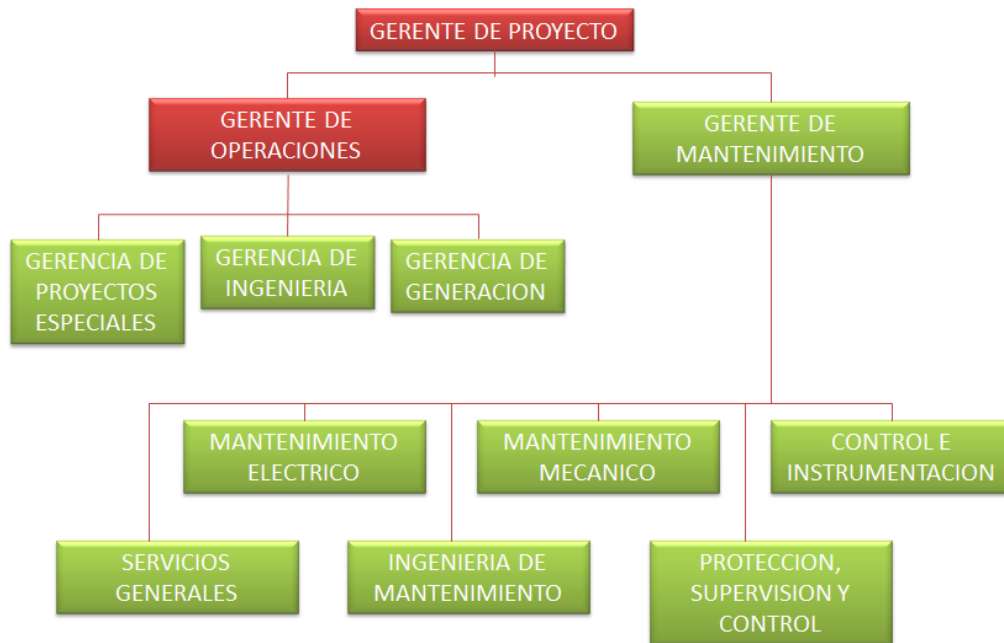 GERENTE DE PROYECTO
GERENTE DE
OPERACIONES
GERENTE DE
MANTENIMIENTO
GERENCIA DE
PROYECTOS
ESPECIALES
GERENCIA DE
INGENIERIA
GERENCIA DE
GENERACION
MANTENIMIENTO
ELECTRICO
MANTENIMIENTO
MECANICO
CONTROL E
INSTRUMENTACION
SERVICIOS
GENERALES
INGENIERIA DE
MANTENIMIENTO
PROTECCION,
SUPERVISION Y
CONTROL